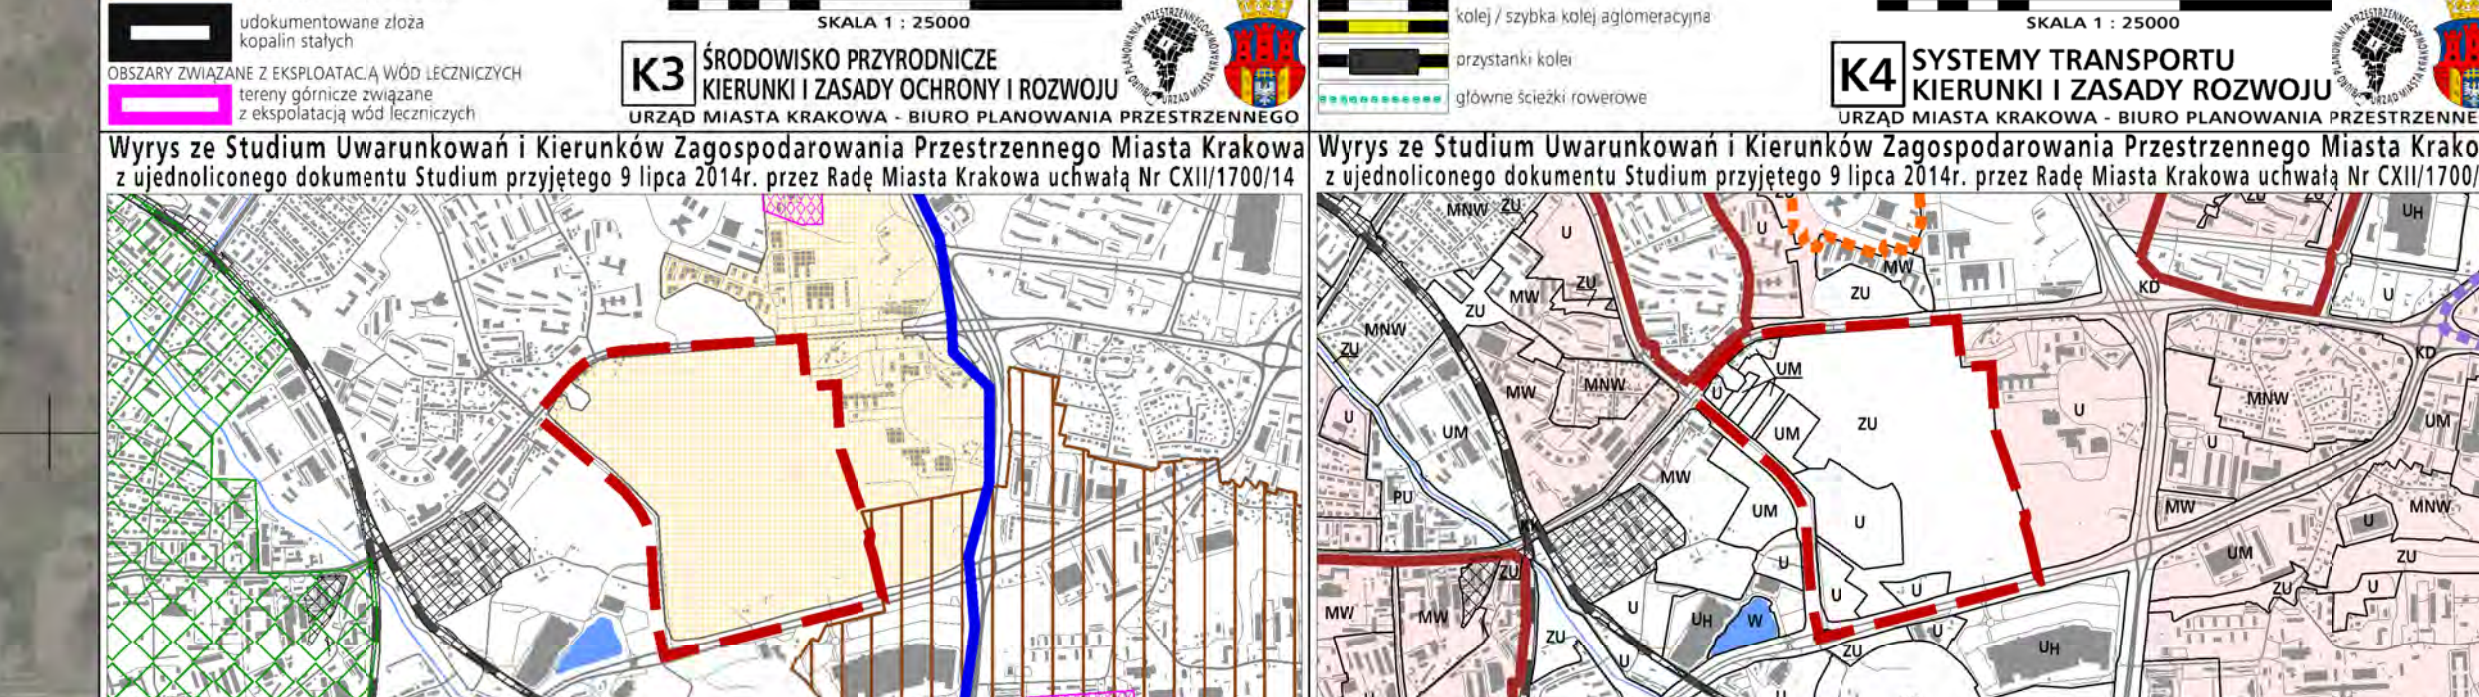 udokumentowane złoża
kopalin stałych
OBSZARY ZWIĄZANE Z EKSPLOATACJĄ WÓD LECZNICZYCH
tereny górnicze związane
z ekspolatacją wód leczniczych
SKALA 1 : 25000
K3
ŚRODOWISKO PRZYRODNICZE
KIERUNKI I ZASADY OCHRONY I ROZWOJU
URZĄD MIASTA KRAKOWA - BIURO PLANOWANIA PRZESTRZENNEGO
Wyrys ze Studium Uwarunkowań i Kierunków Zagospodarowania Przestrzennego Miasta Krakowa
z ujednoliconego dokumentu Studium przyjętego 9 lipca 2014r. przez Radę Miasta Krakowa uchwałą Nr CXII/1700/14
kolej / szybka kolej aglomeracyjna
przystanki kolei
główne ścieżki rowerowe
SKALA 1 : 25000
K4
SYSTEMY TRANSPORTU
KIERUNKI I ZASADY ROZWOJU
URZĄD MIASTA KRAKOWA - BIURO PLANOWANIA PRZESTRZENNE
Wyrys ze Studium Uwarunkowań i Kierunków Zagospodarowania Przestrzennego Miasta Krako
z ujednoliconego dokumentu Studium przyjętego 9 lipca 2014r. przez Radę Miasta Krakowa uchwałą Nr CXII/1700/
MNW ZU
U
U
UH
ZU
MW
ZU
MW
ZU
KD
U
MNW
ZU
KD
UM
MW
MNW
U
MNW
U
UM
UM
ZU
U
U
UM
MW
PU
UM
U
MW
U
MNW
KK
UM
ZU
ZU
U
U
U
ZU
U
MW
MW
U
UH
W
ZU
U
ZU
U
UH
U